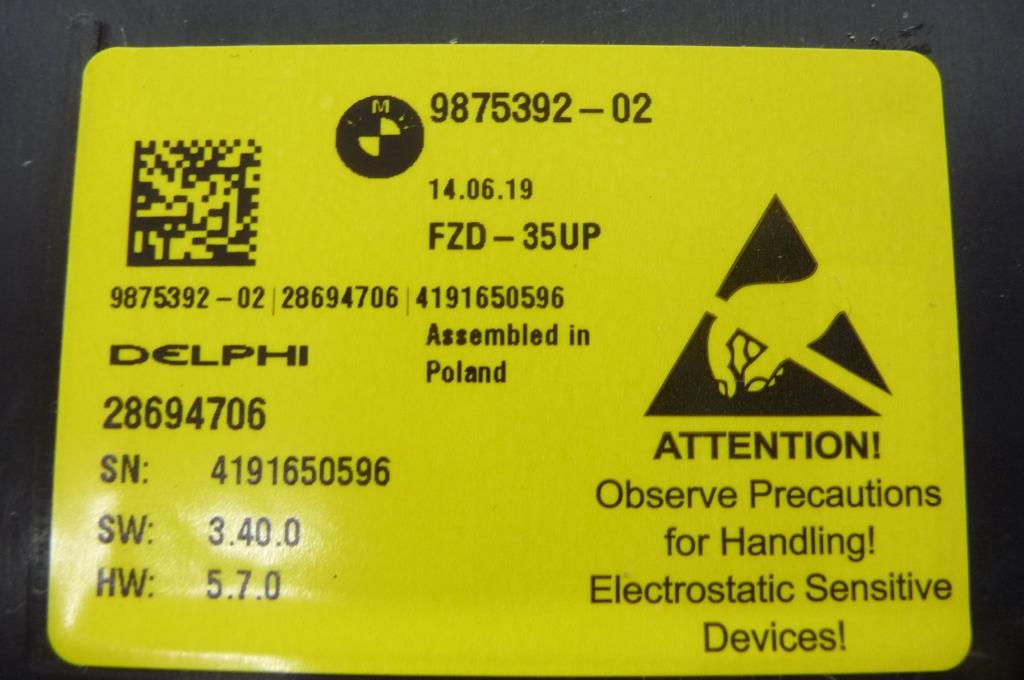 9875392-02
14.06.19
FZD-35UP
9875392-02|28694706|4191650596
Assembled in
Poland
DELPHI
28694706
SN: 4191650596
SW: 3.40.0
HW: 5.7.0
ATTENTION!
Observe Precautions
for Handling!
Electrostatic Sensitive
Devices!